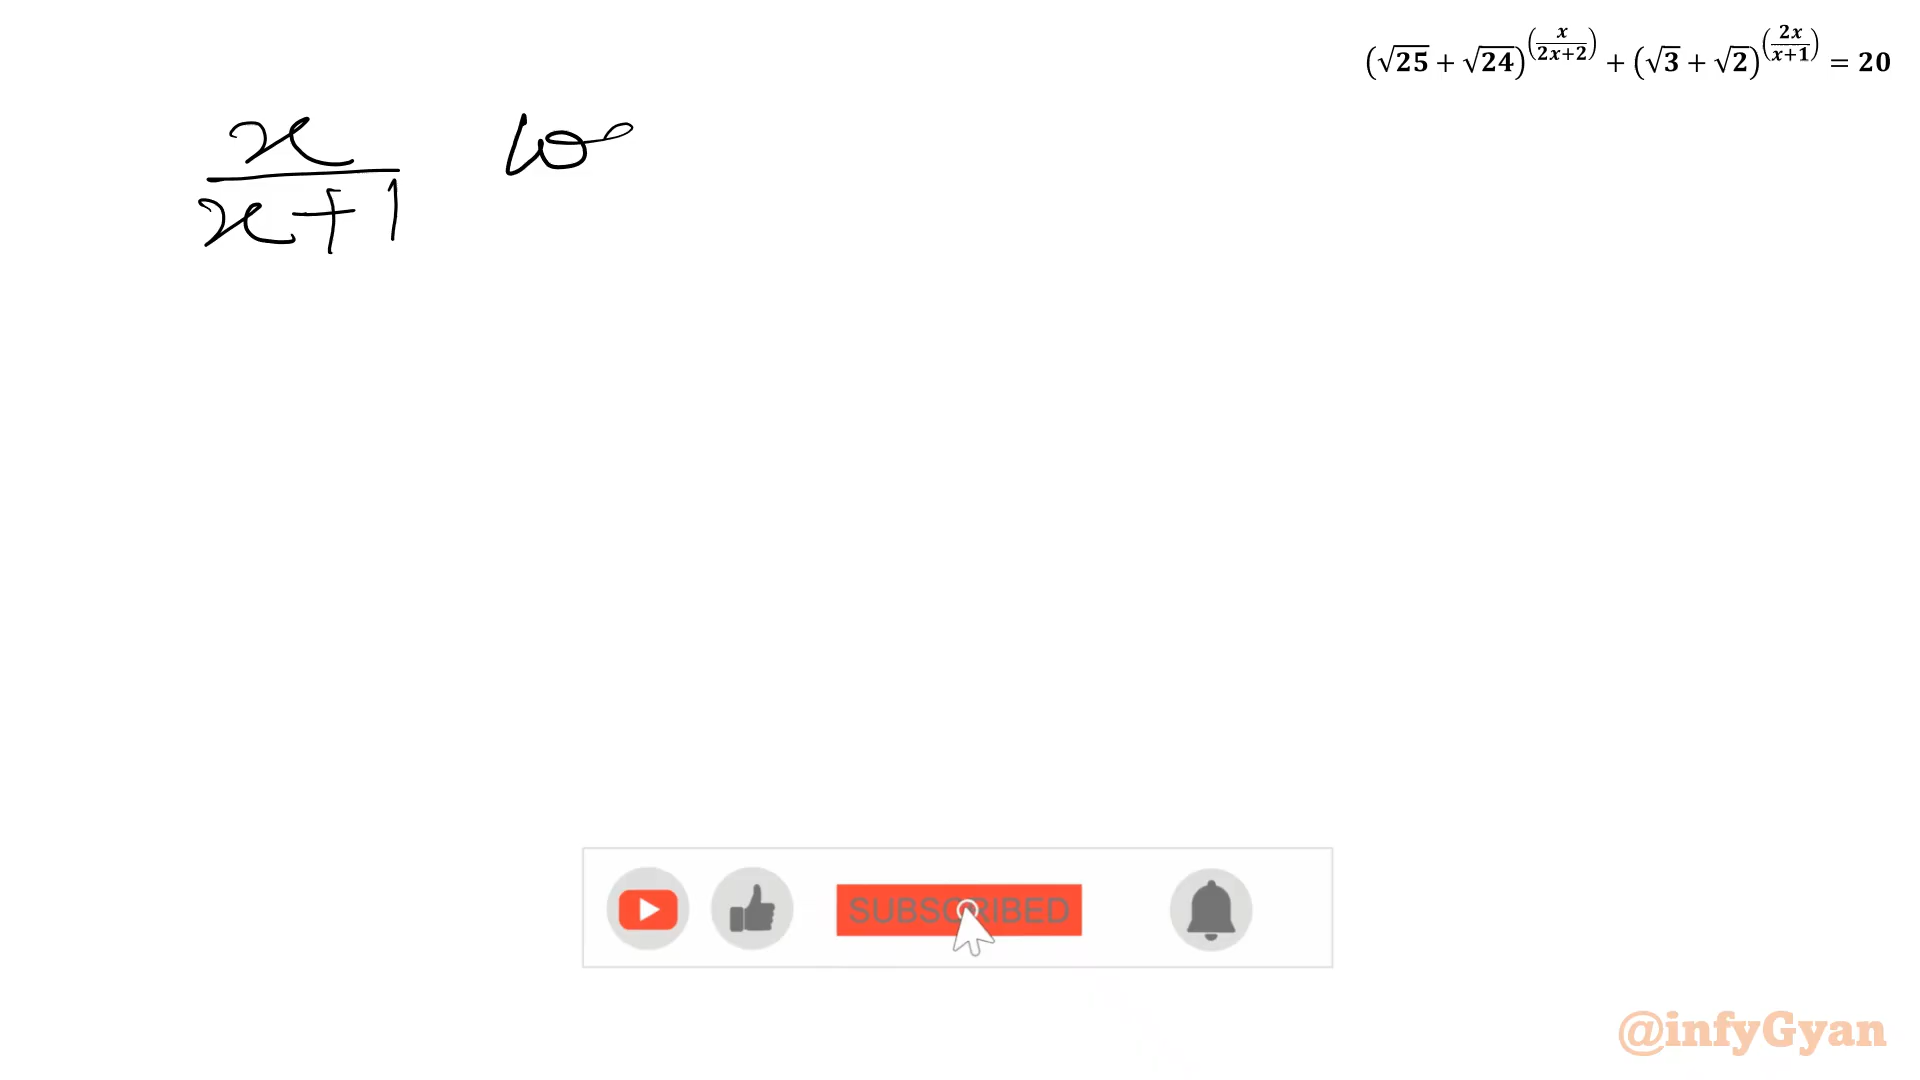 (√25 + √24)^(x/(2x+2)) + (√3 + √2)^(2x/(x+1)) = 20
x
x+1
SUBSCRIBED
@infyGyan